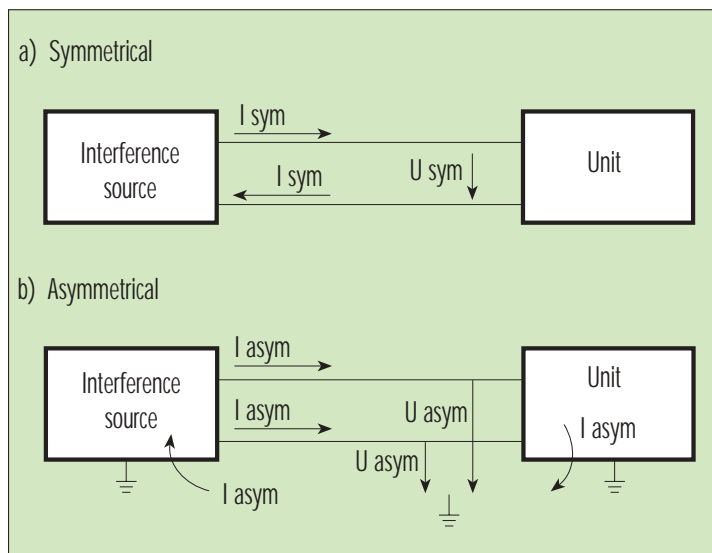 a) Symmetrical
I sym
Interference
source
I sym
U sym
Unit
b) Asymmetrical
I asym
Interference
source
I asym
U asym
U asym
Unit
I asym
I asym